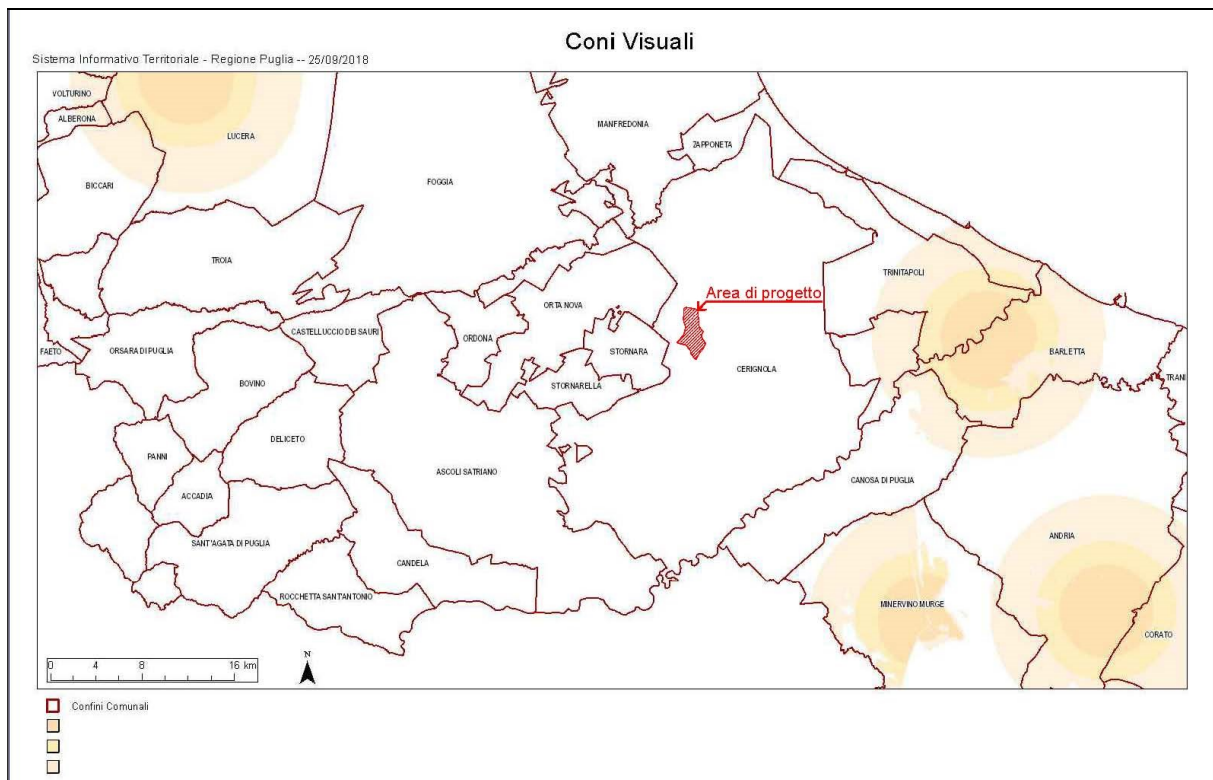 Coni Visuali
Sistema Informativo Territoriale - Regione Puglia -- 25/09/2018
VOLTURINO
ALBERONA
LUCERA
MANFREDONIA
ZAPPONETA
BICCARI
FOGGIA
TROIA
TRINITAPOLI
Area di progetto
ORTA NOVA
CASTELLUCCIO DEI SAURI
ORDONA
FAETO
ORSARA DI PUGLIA
STORNARA
BARLETTA
CERIGNOLA
TRANI
BOVINO
STORNARELLA
DELICETO
PANNI
ASCOLI SATRIANO
CANOSA DI PUGLIA
ACCADIA
ANDRIA
SANT'AGATA DI PUGLIA
CANDELA
ROCCHETTA SANT'ANTONIO
MINERVINO MURGE
CORATO
N
0 4 8 16 km
Confini Comunali